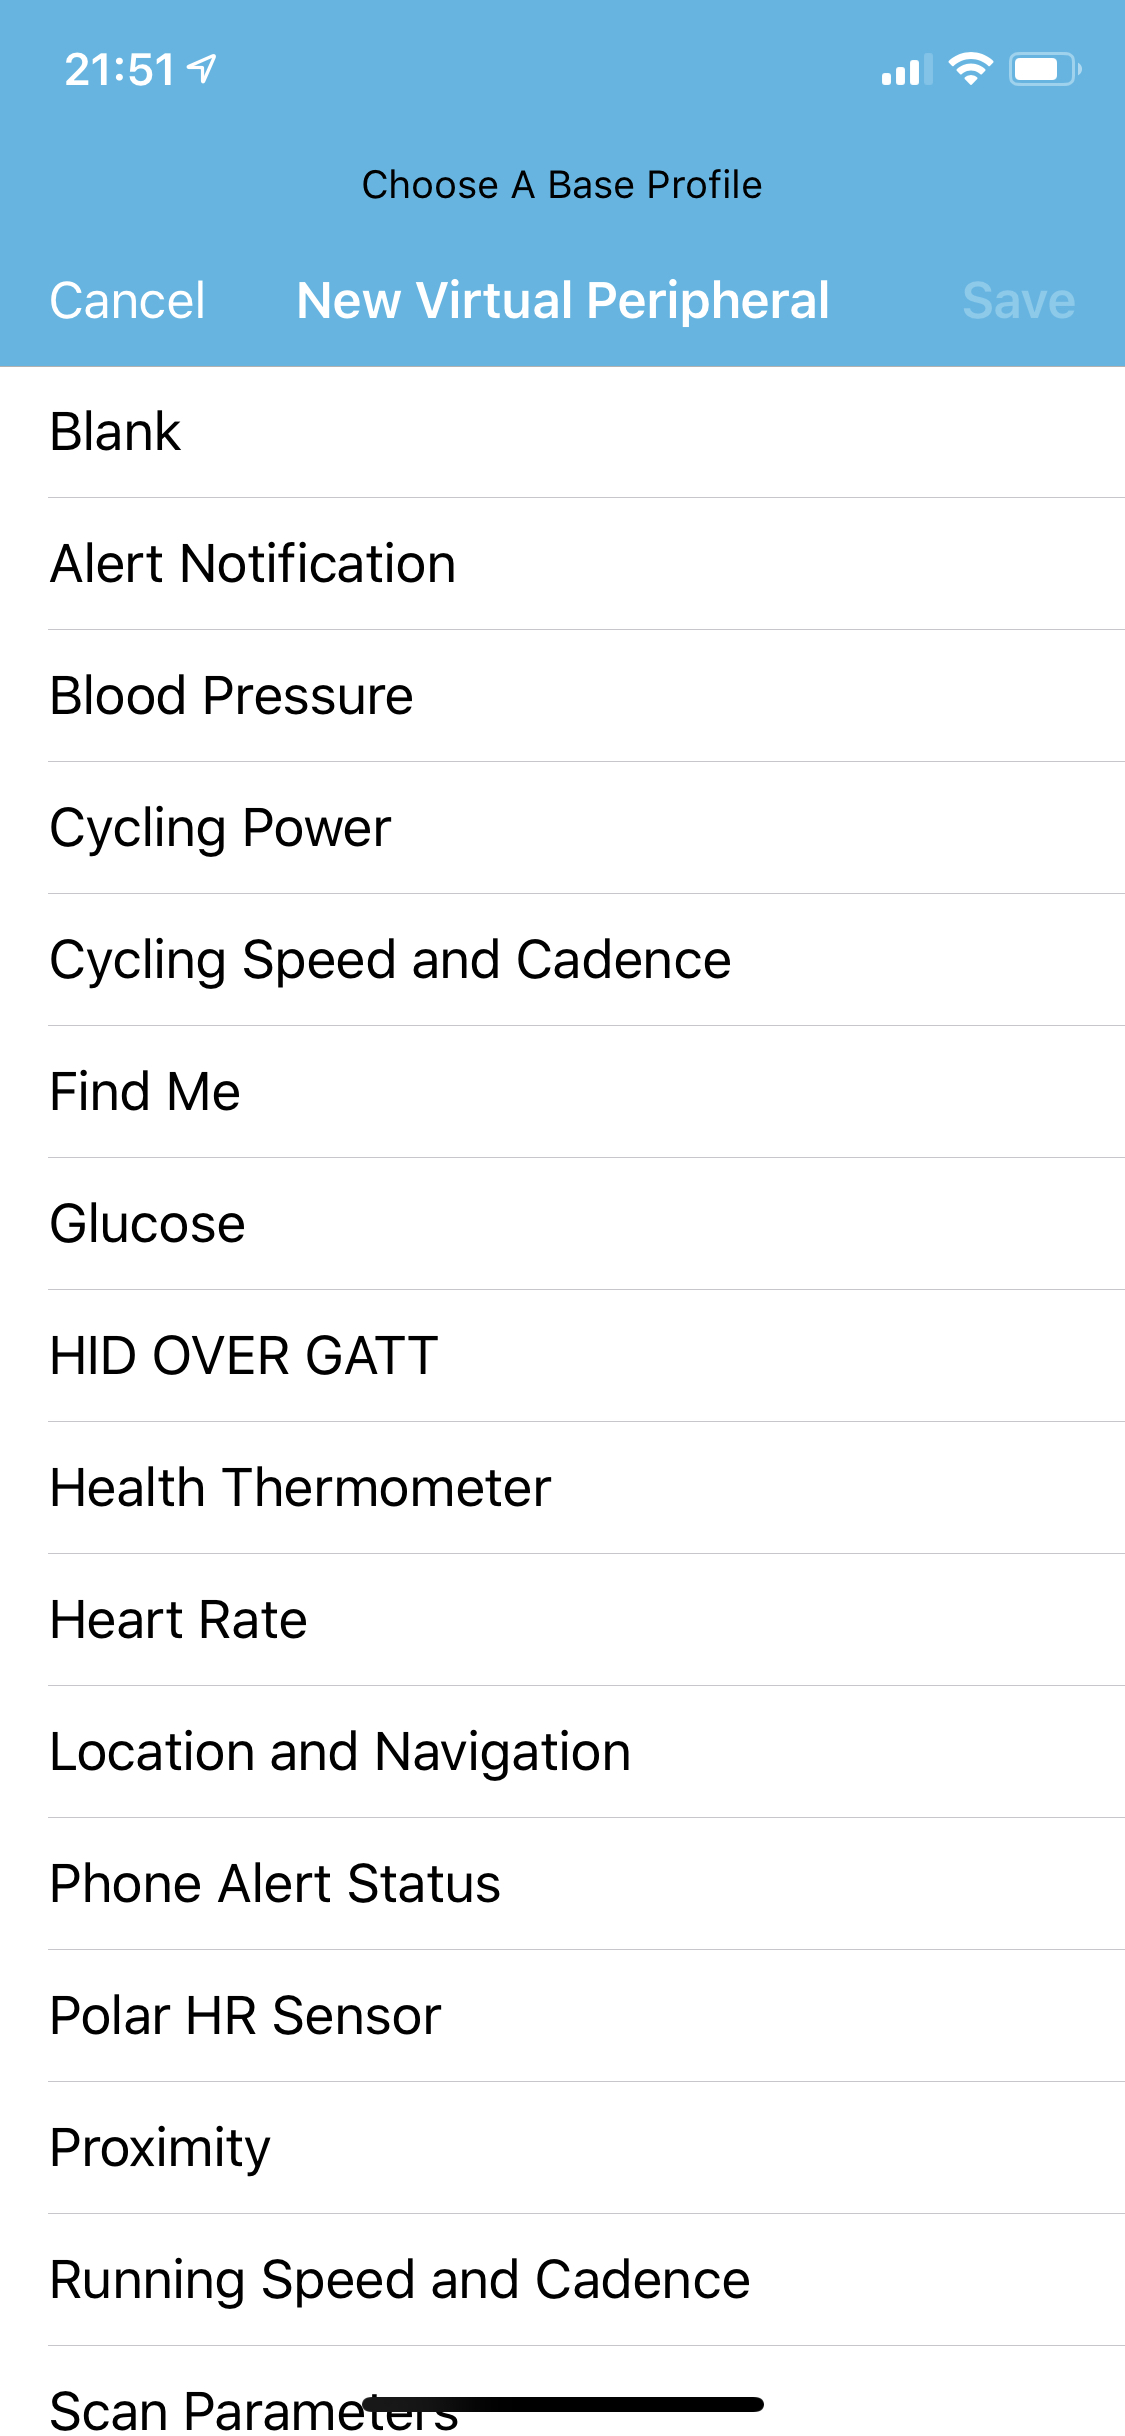 21:51
Choose A Base Profile
Cancel New Virtual Peripheral Save
Blank
Alert Notification
Blood Pressure
Cycling Power
Cycling Speed and Cadence
Find Me
Glucose
HID OVER GATT
Health Thermometer
Heart Rate
Location and Navigation
Phone Alert Status
Polar HR Sensor
Proximity
Running Speed and Cadence
Scan Parameters